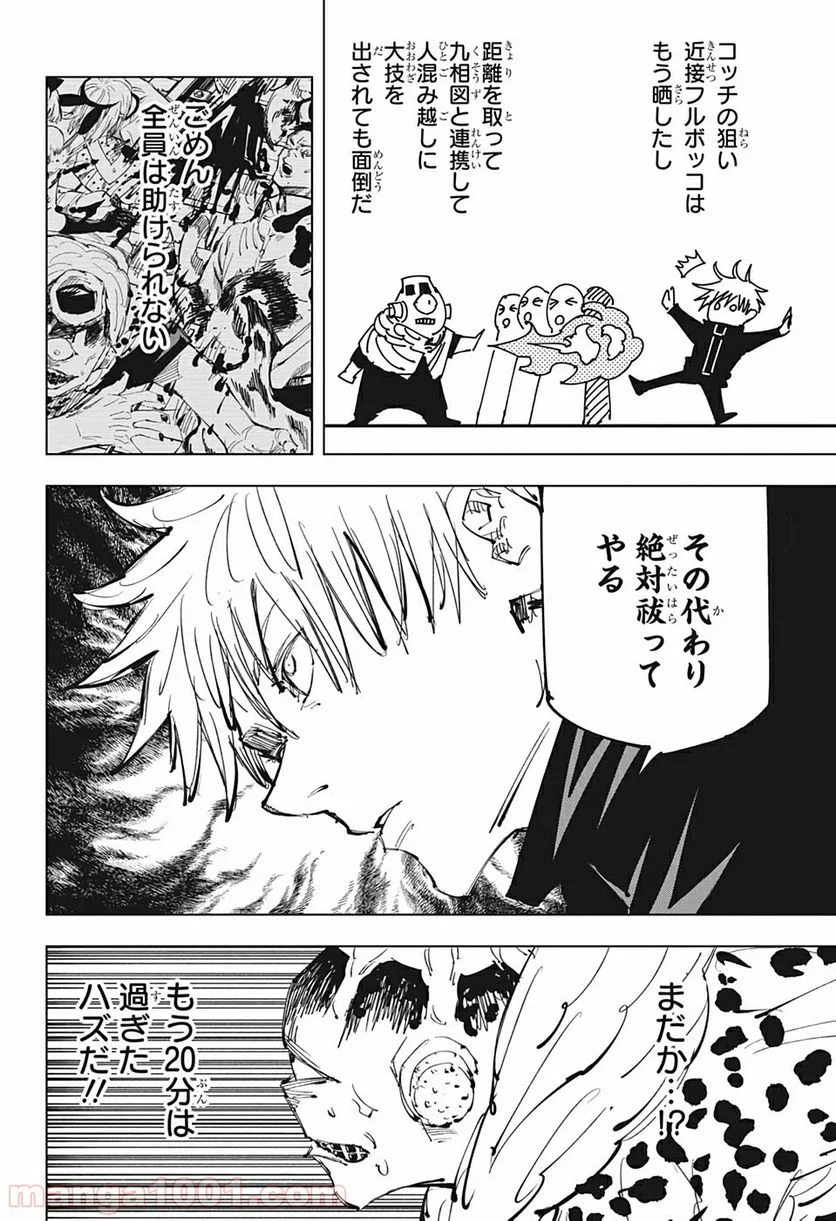 コッチの狙い
近接フルボッコは
もう晒したし
距離を取って
九相図と連携して
人混み越しに
大技を
出されても面倒だ
ごめん
全員は助けられない
その代わり
絶対祓って
やる
まだか…!?
もう20分は
過ぎた
ハズだ!!
manga1001.com